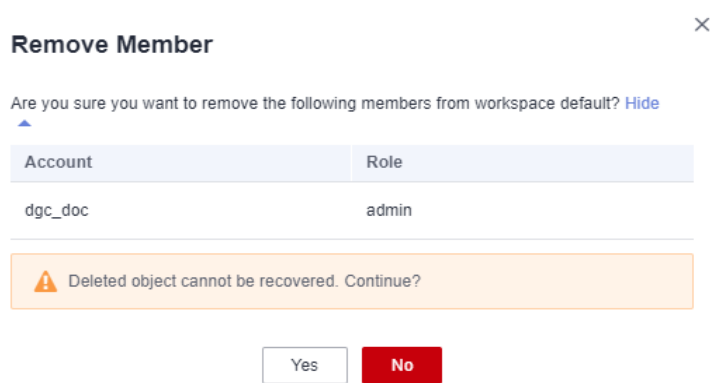 Remove Member
Are you sure you want to remove the following members from workspace default? Hide
Account Role
dgc_doc admin
Deleted object cannot be recovered. Continue?
Yes No